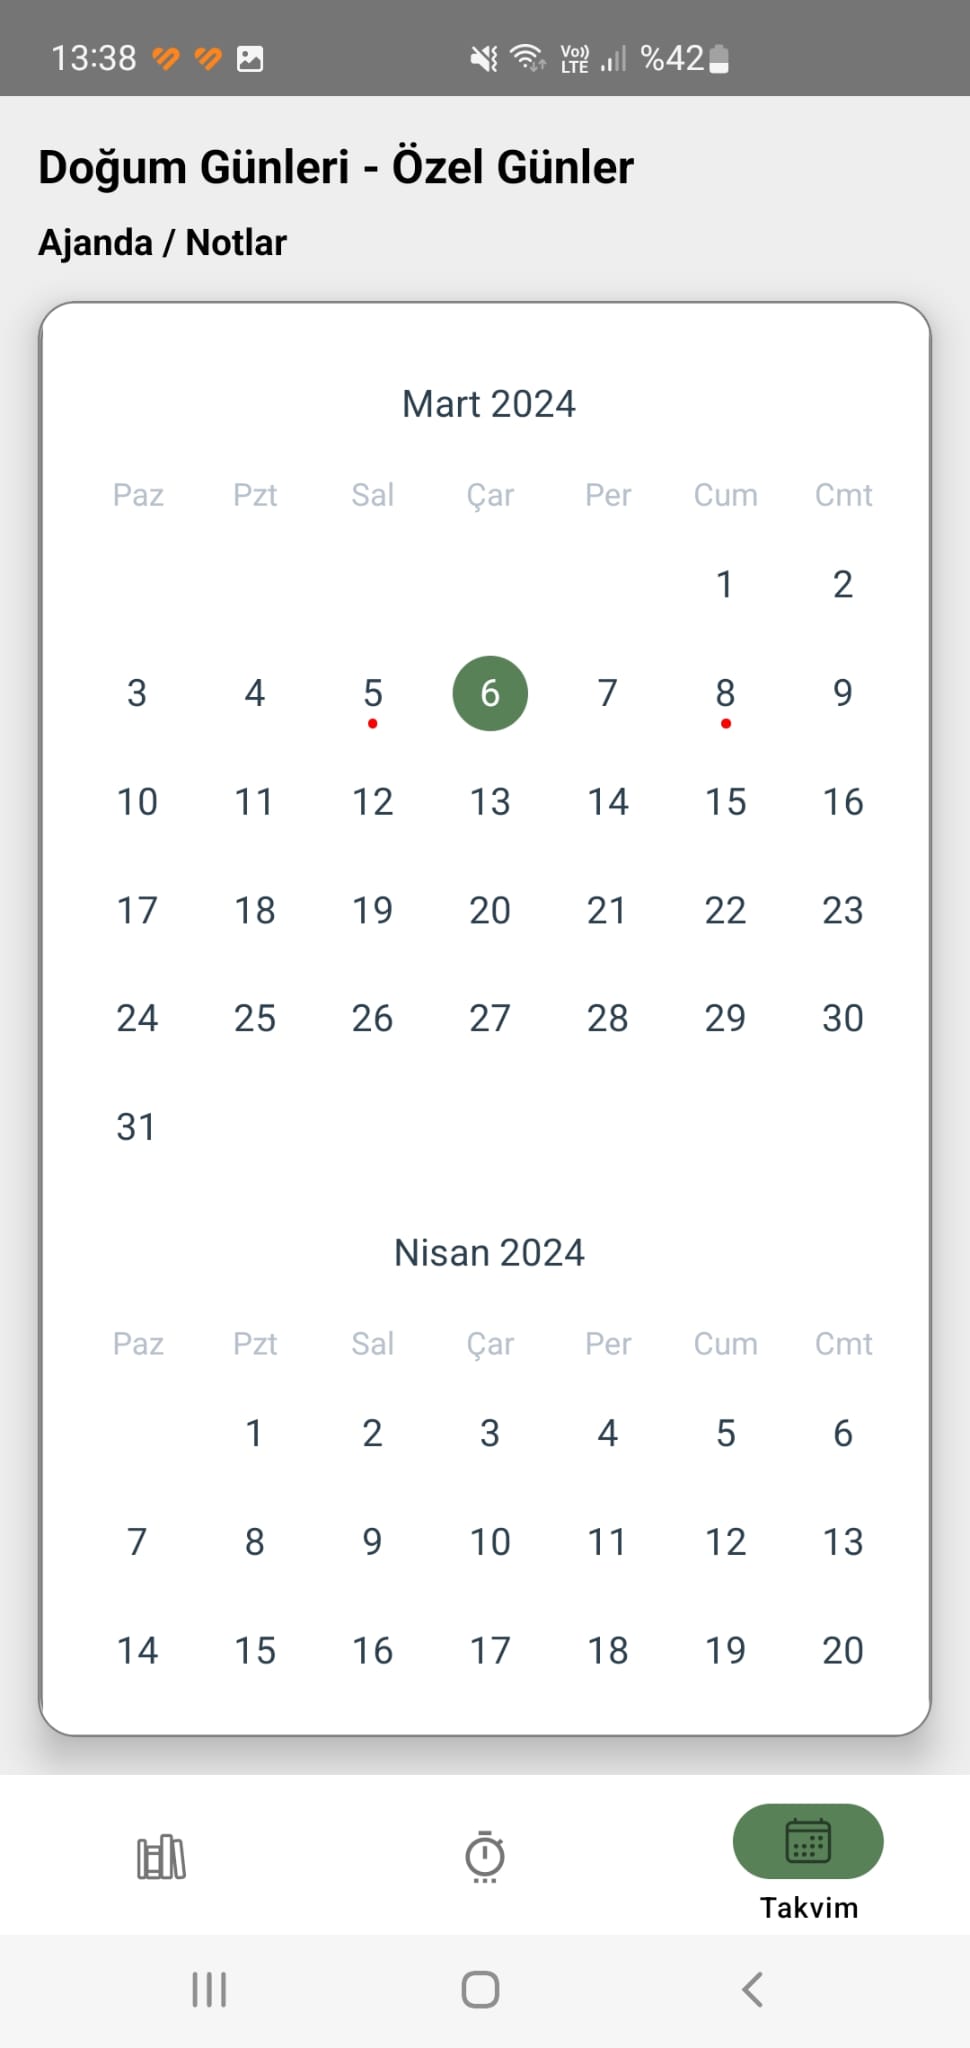 13:38 Vo)) LTE %42
Doğum Günleri - Özel Günler
Ajanda / Notlar
Mart 2024
Paz Pzt Sal Çar Per Cum Cmt
1 2
3 4 5 6 7 8 9
10 11 12 13 14 15 16
17 18 19 20 21 22 23
24 25 26 27 28 29 30
31
Nisan 2024
Paz Pzt Sal Çar Per Cum Cmt
1 2 3 4 5 6
7 8 9 10 11 12 13
14 15 16 17 18 19 20
Takvim